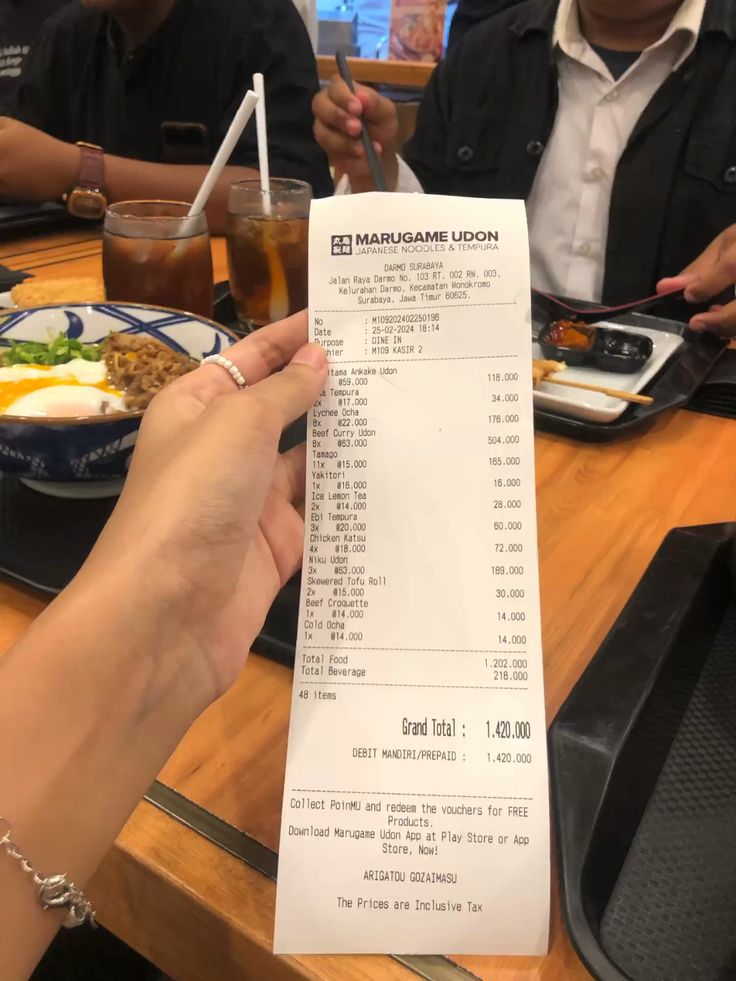 MARUGAME UDON
JAPANESE NOODLES & TEMPURA
DARMO SURABAYA
Jalan Raya Darmo No. 103 RT. 002 RW. 003,
Kelurahan Darmo, Kecamatan Wonokromo
Surabaya, Jawa Timur 60625.
No : M109202402250196
Date : 25-02-2024 18:14
Purpose : DINE IN
hier : M109 KASIR 2
itama Ankake Udon
@59.000 118.000
Tempura
2x @17.000 34.000
Lychee Ocha
8x @22.000 176.000
Beef Curry Udon
8x @63.000 504.000
Tamago
11x @15.000 165.000
Yakitori
1x @16.000 16.000
Ice Lemon Tea
2x @14.000 28.000
Ebi Tempura
3x @20.000 60.000
Chicken Katsu
4x @18.000 72.000
Niku Udon
3x @63.000 189.000
Skewered Tofu Roll
2x @15.000 30.000
Beef Croquette
1x @14.000 14.000
Cold Ocha
1x @14.000 14.000
Total Food 1.202.000
Total Beverage 218.000
48 items
Grand Total : 1.420.000
DEBIT MANDIRI/PREPAID : 1.420.000
Collect PoinMU and redeem the vouchers for FREE
Products.
Download Marugame Udon App at Play Store or App
Store, Now!
ARIGATOU GOZAIMASU
The Prices are Inclusive Tax